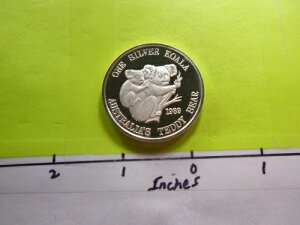 ONE SILVER KOALA
1989
AUSTRALIA'S TEDDY BEAR
2 1 0 1
Inches